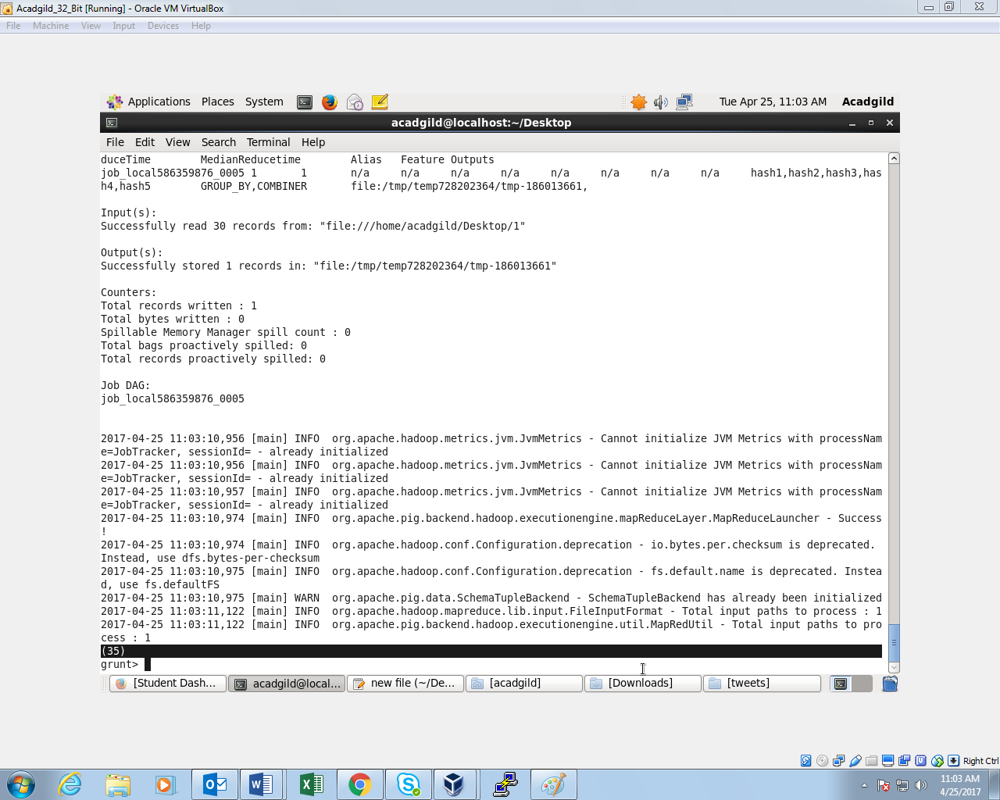 Acadgild_32_Bit [Running] - Oracle VM VirtualBox
File Machine View Input Devices Help
Applications Places System Tue Apr 25, 11:03 AM Acadgild
acadgild@localhost:~/Desktop
File Edit View Search Terminal Help
duceTime MedianReducetime Alias Feature Outputs
job_local586359876_0005 1 1 n/a n/a n/a n/a n/a n/a n/a n/a hash1,hash2,hash3,has
h4,hash5 GROUP_BY,COMBINER file:/tmp/temp728202364/tmp-186013661,
Input(s):
Successfully read 30 records from: "file:///home/acadgild/Desktop/1"
Output(s):
Successfully stored 1 records in: "file:/tmp/temp728202364/tmp-186013661"
Counters:
Total records written : 1
Total bytes written : 0
Spillable Memory Manager spill count : 0
Total bags proactively spilled: 0
Total records proactively spilled: 0
Job DAG:
job_local586359876_0005
2017-04-25 11:03:10,956 [main] INFO org.apache.hadoop.metrics.jvm.JvmMetrics - Cannot initialize JVM Metrics with processNam
e=JobTracker, sessionId= - already initialized
2017-04-25 11:03:10,956 [main] INFO org.apache.hadoop.metrics.jvm.JvmMetrics - Cannot initialize JVM Metrics with processNam
e=JobTracker, sessionId= - already initialized
2017-04-25 11:03:10,957 [main] INFO org.apache.hadoop.metrics.jvm.JvmMetrics - Cannot initialize JVM Metrics with processNam
e=JobTracker, sessionId= - already initialized
2017-04-25 11:03:10,974 [main] INFO org.apache.pig.backend.hadoop.executionengine.mapReduceLayer.MapReduceLauncher - Success
!
2017-04-25 11:03:10,974 [main] INFO org.apache.hadoop.conf.Configuration.deprecation - io.bytes.per.checksum is deprecated.
Instead, use dfs.bytes-per-checksum
2017-04-25 11:03:10,975 [main] INFO org.apache.hadoop.conf.Configuration.deprecation - fs.default.name is deprecated. Instea
d, use fs.defaultFS
2017-04-25 11:03:10,975 [main] WARN org.apache.pig.data.SchemaTupleBackend - SchemaTupleBackend has already been initialized
2017-04-25 11:03:11,122 [main] INFO org.apache.hadoop.mapreduce.lib.input.FileInputFormat - Total input paths to process : 1
2017-04-25 11:03:11,122 [main] INFO org.apache.pig.backend.hadoop.executionengine.util.MapRedUtil - Total input paths to pro
cess : 1
(35)
grunt>
[Student Dash... acadgild@local... new file (~/De... [acadgild] [Downloads] [tweets]
Right Ctrl
11:03 AM
4/25/2017